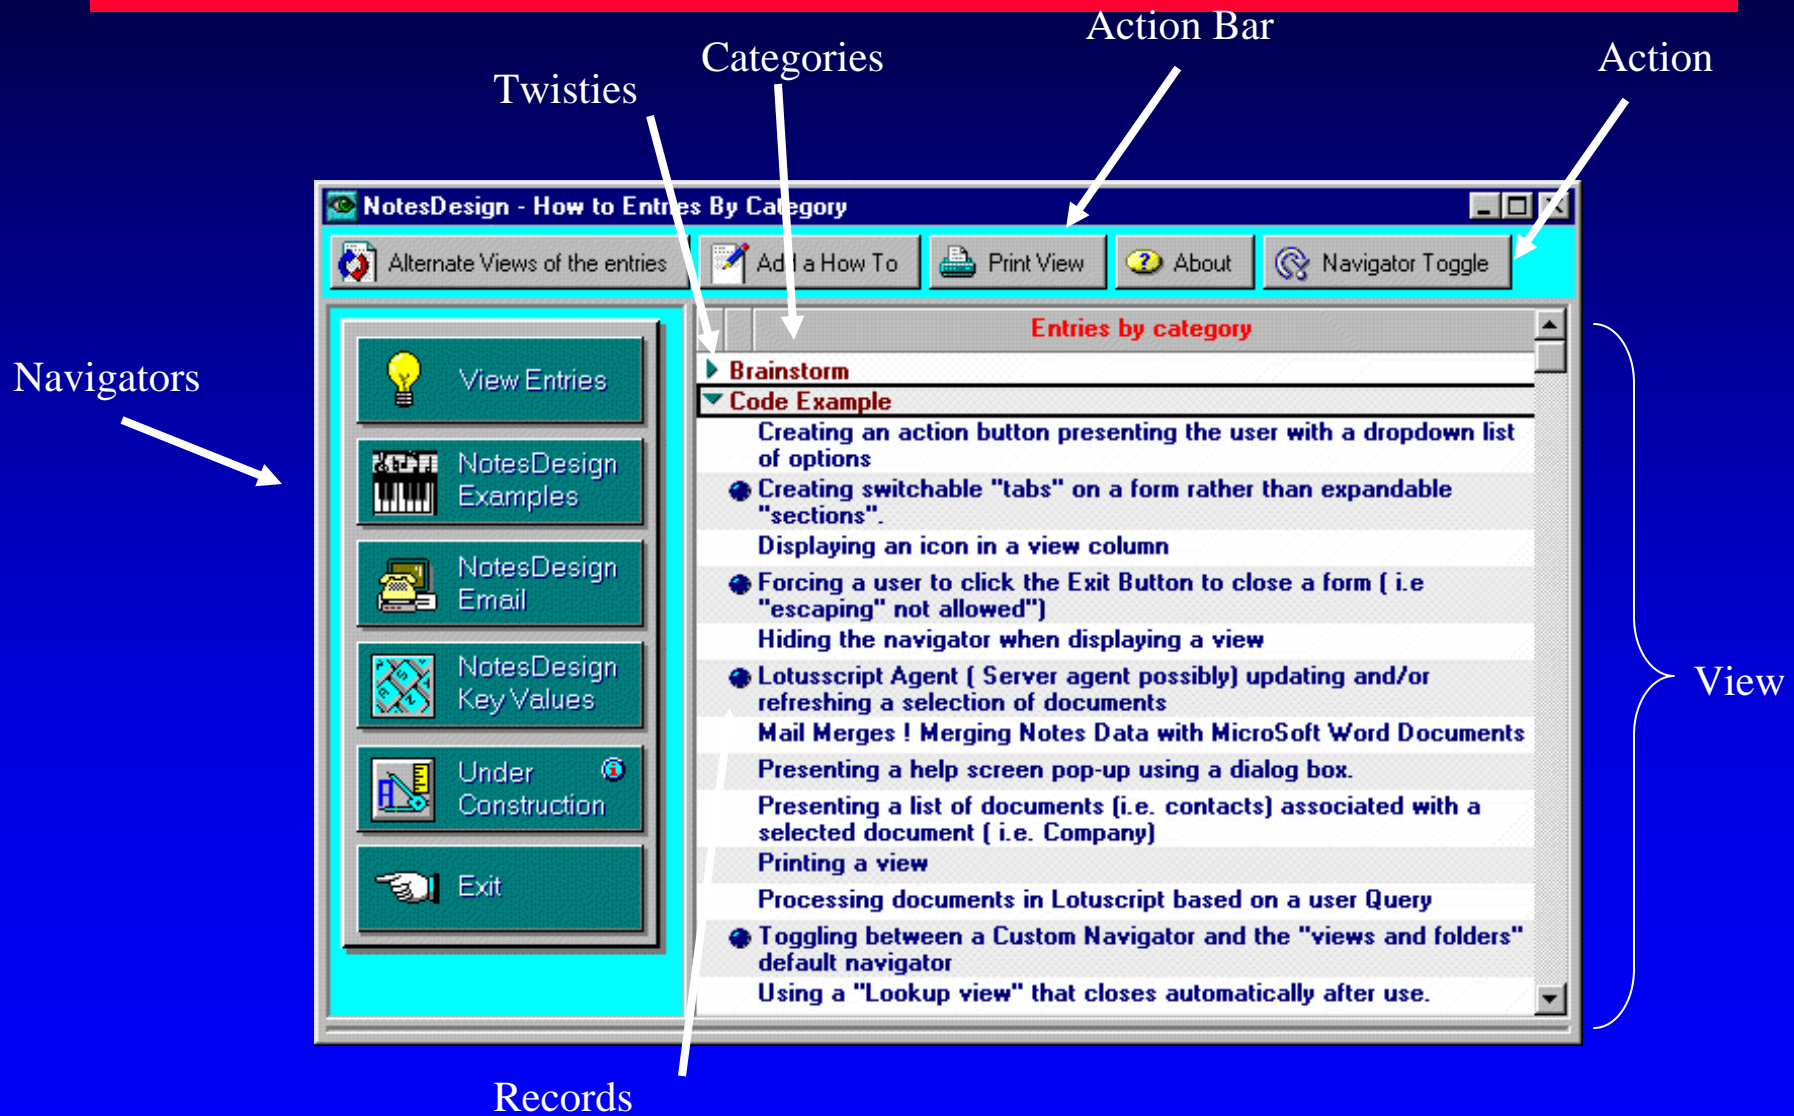 Action Bar
Categories
Action
Twisties
NotesDesign - How to Entries By Category
Alternate Views of the entries
Add a How To
Print View
About
Navigator Toggle
Navigators
View Entries
NotesDesign
Examples
NotesDesign
Email
NotesDesign
Key Values
Under
Construction
Exit
Entries by category
Brainstorm
Code Example
Creating an action button presenting the user with a dropdown list
of options
Creating switchable "tabs" on a form rather than expandable
"sections".
Displaying an icon in a view column
Forcing a user to click the Exit Button to close a form ( i.e
"escaping" not allowed")
Hiding the navigator when displaying a view
Lotusscript Agent ( Server agent possibly) updating and/or
refreshing a selection of documents
Mail Merges ! Merging Notes Data with MicroSoft Word Documents
Presenting a help screen pop-up using a dialog box.
Presenting a list of documents (i.e. contacts) associated with a
selected document ( i.e. Company)
Printing a view
Processing documents in Lotuscript based on a user Query
Toggling between a Custom Navigator and the "views and folders"
default navigator
Using a "Lookup view" that closes automatically after use.
View
Records